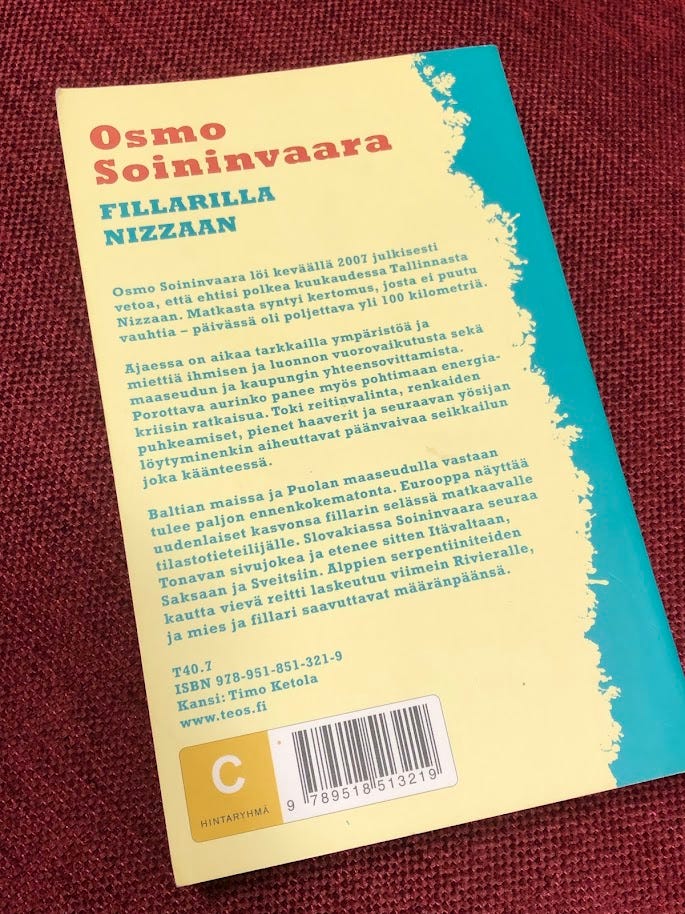 Osmo
Soininvaara
FILLARILLA
NIZZAAN
Osmo Soininvaara löi keväällä 2007 julkisesti
vetoa, että ehtisi polkea kuukaudessa Tallinnasta
Nizzaan. Matkasta syntyi kertomus, josta ei puutu
vauhtia – päivässä oli poljettava yli 100 kilometriä.
Ajaessa on aikaa tarkkailla ympäristöä ja
miettiä ihmisen ja luonnon vuorovaikutusta sekä
maaseudun ja kaupungin yhteensovittamista.
Porottava aurinko panee myös pohtimaan energia-
kriisin ratkaisua. Toki reitinvalinta, renkaiden
puhkeamiset, pienet haaverit ja seuraavan yösijan
löytyminenkin aiheuttavat päänvaivaa seikkailun
joka käänteessä.
Baltian maissa ja Puolan maaseudulla vastaan
tulee paljon ennenkokematonta. Eurooppa näyttää
uudenlaiset kasvonsa fillarin selässä matkaavalle
tilastotieteilijälle. Slovakiassa Soininvaara seuraa
Tonavan sivujokea ja etenee sitten Itävaltaan,
Saksaan ja Sveitsiin. Alppien serpentiiniteiden
kautta vievä reitti laskeutuu viimein Rivieralle,
ja mies ja fillari saavuttavat määränpäänsä.
T40.7
ISBN 978-951-851-321-9
Kansi: Timo Ketola
www.teos.fi
C
HINTARYHMÄ
9 789518 513219